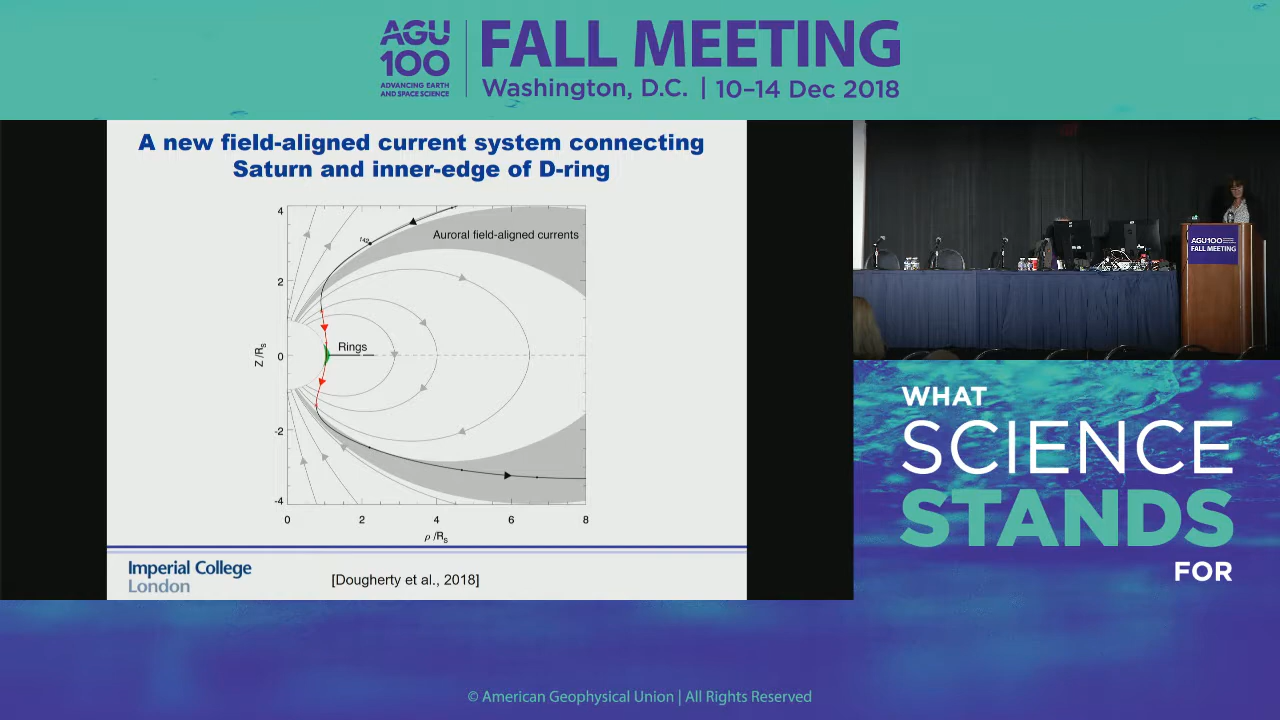 AGU
100
ADVANCING EARTH
AND SPACE SCIENCE
FALL MEETING
Washington, D.C. | 10–14 Dec 2018
A new field-aligned current system connecting
Saturn and inner-edge of D-ring
4
2
0
-2
-4
Z /Rs
Auroral field-aligned currents
Rings
0 2 4 6 8
ρ /Rs
Imperial College
London
[Dougherty et al., 2018]
AGU100
FALL MEETING
WHAT
SCIENCE
STANDS
FOR
© American Geophysical Union | All Rights Reserved